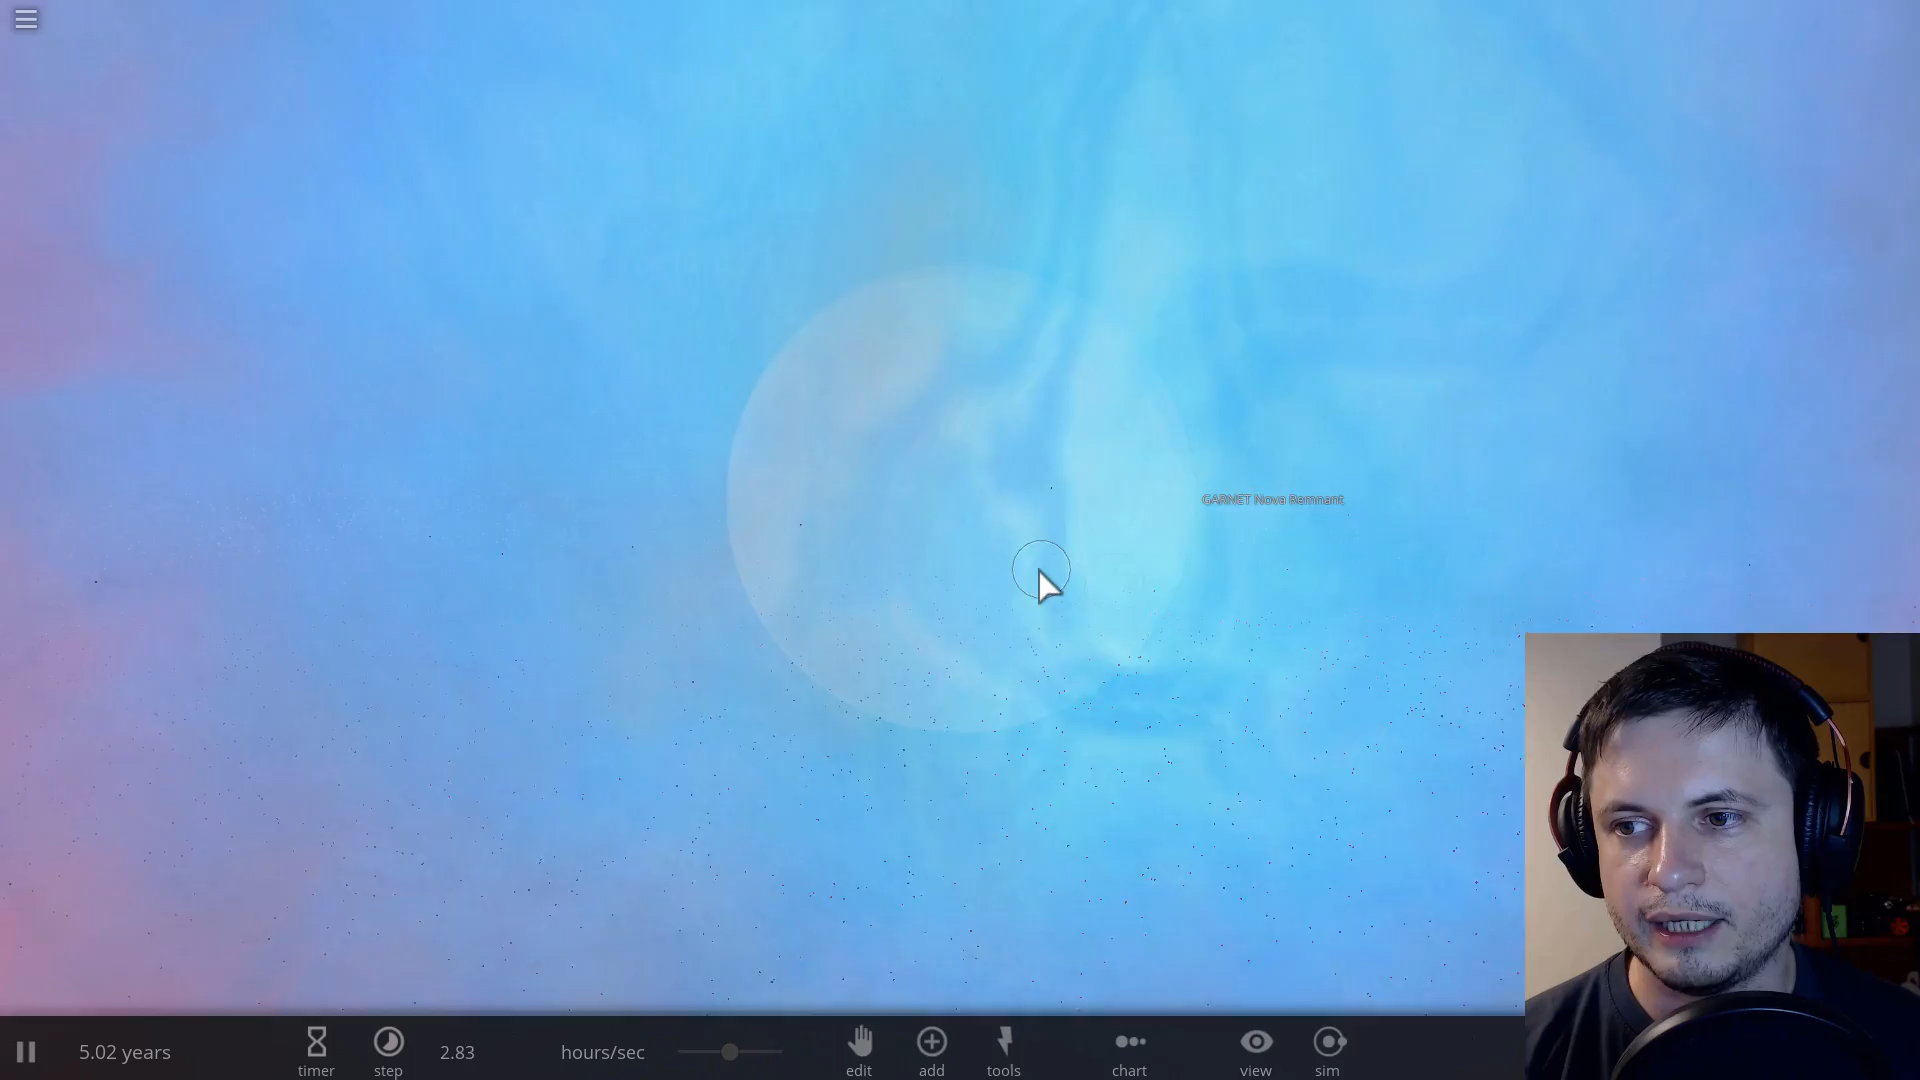 GARNET Nova Remnant
5.02 years
timer
step
2.83
hours/sec
edit
add
tools
chart
view
sim